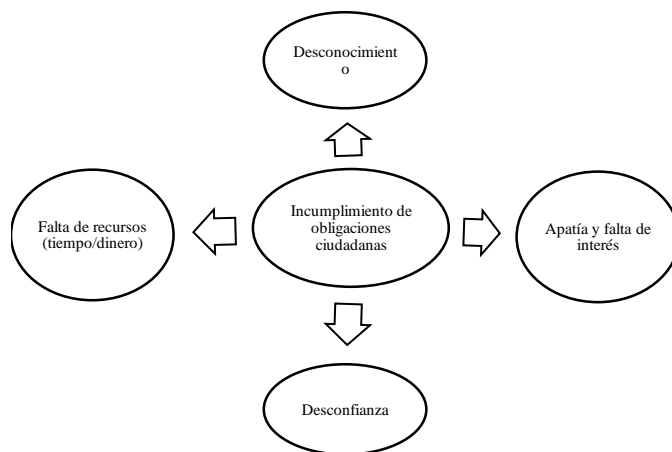 Desconocimient
o
Falta de recursos
(tiempo/dinero)
Incumplimiento de
obligaciones
ciudadanas
Apatía y falta de
interés
Desconfianza